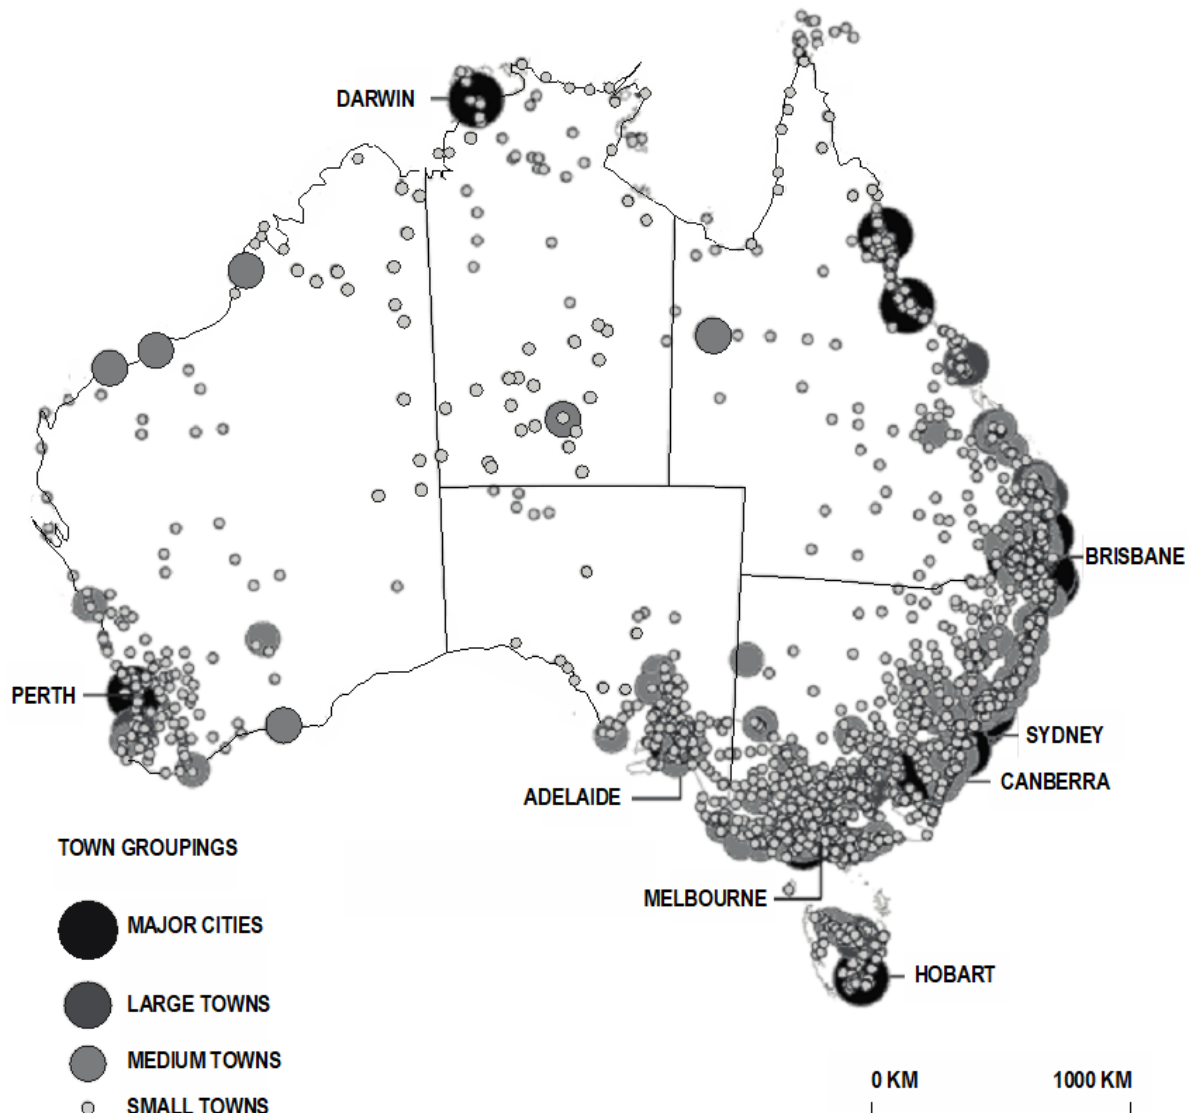 DARWIN
BRISBANE
PERTH
SYDNEY
CANBERRA
ADELAIDE
TOWN GROUPINGS
MELBOURNE
MAJOR CITIES
HOBART
LARGE TOWNS
MEDIUM TOWNS
0 KM 1000 KM
SMALL TOWNS